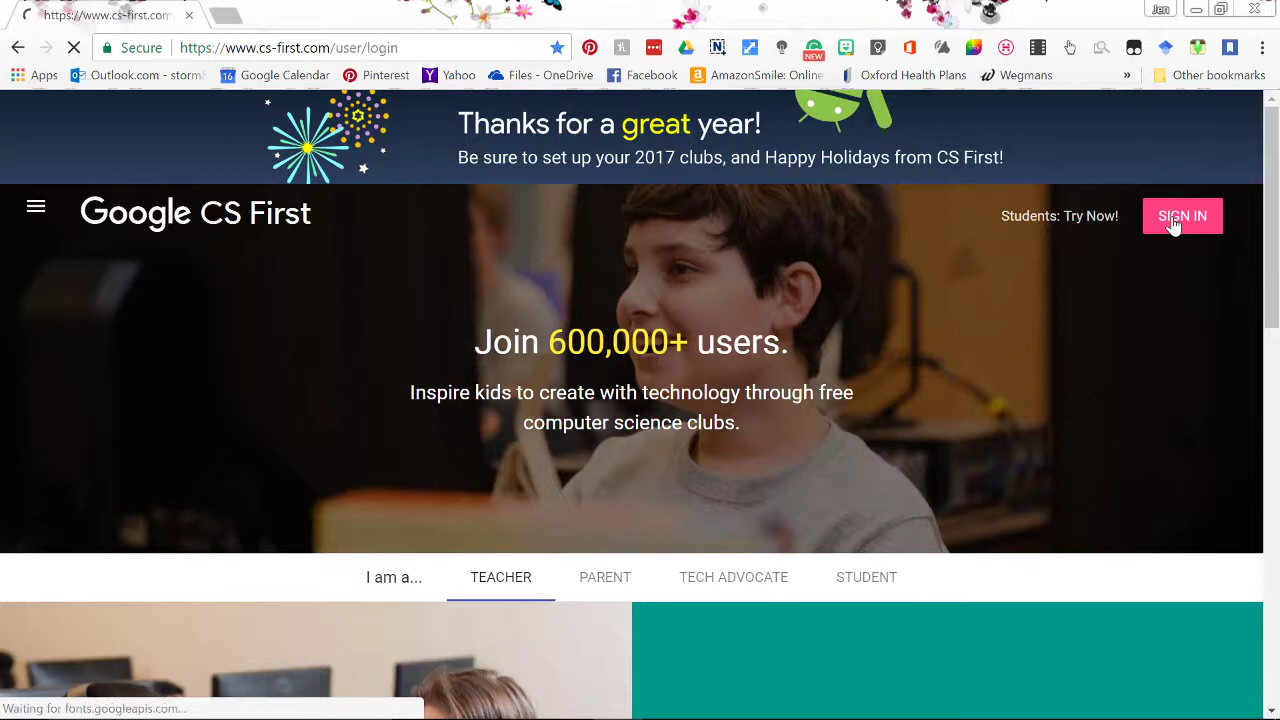 https://www.cs-first.com
Jen
Secure
https://www.cs-first.com/user/login
NEW
Apps
Outlook.com - storm
16
Google Calendar
Pinterest
Yahoo
Files - OneDrive
Facebook
AmazonSmile: Online
Oxford Health Plans
Wegmans
»
Other bookmarks
Thanks for a great year!
Be sure to set up your 2017 clubs, and Happy Holidays from CS First!
Google CS First
Students: Try Now!
SIGN IN
Join 600,000+ users.
Inspire kids to create with technology through free
computer science clubs.
I am a...
TEACHER
PARENT
TECH ADVOCATE
STUDENT
Waiting for fonts.googleapis.com...